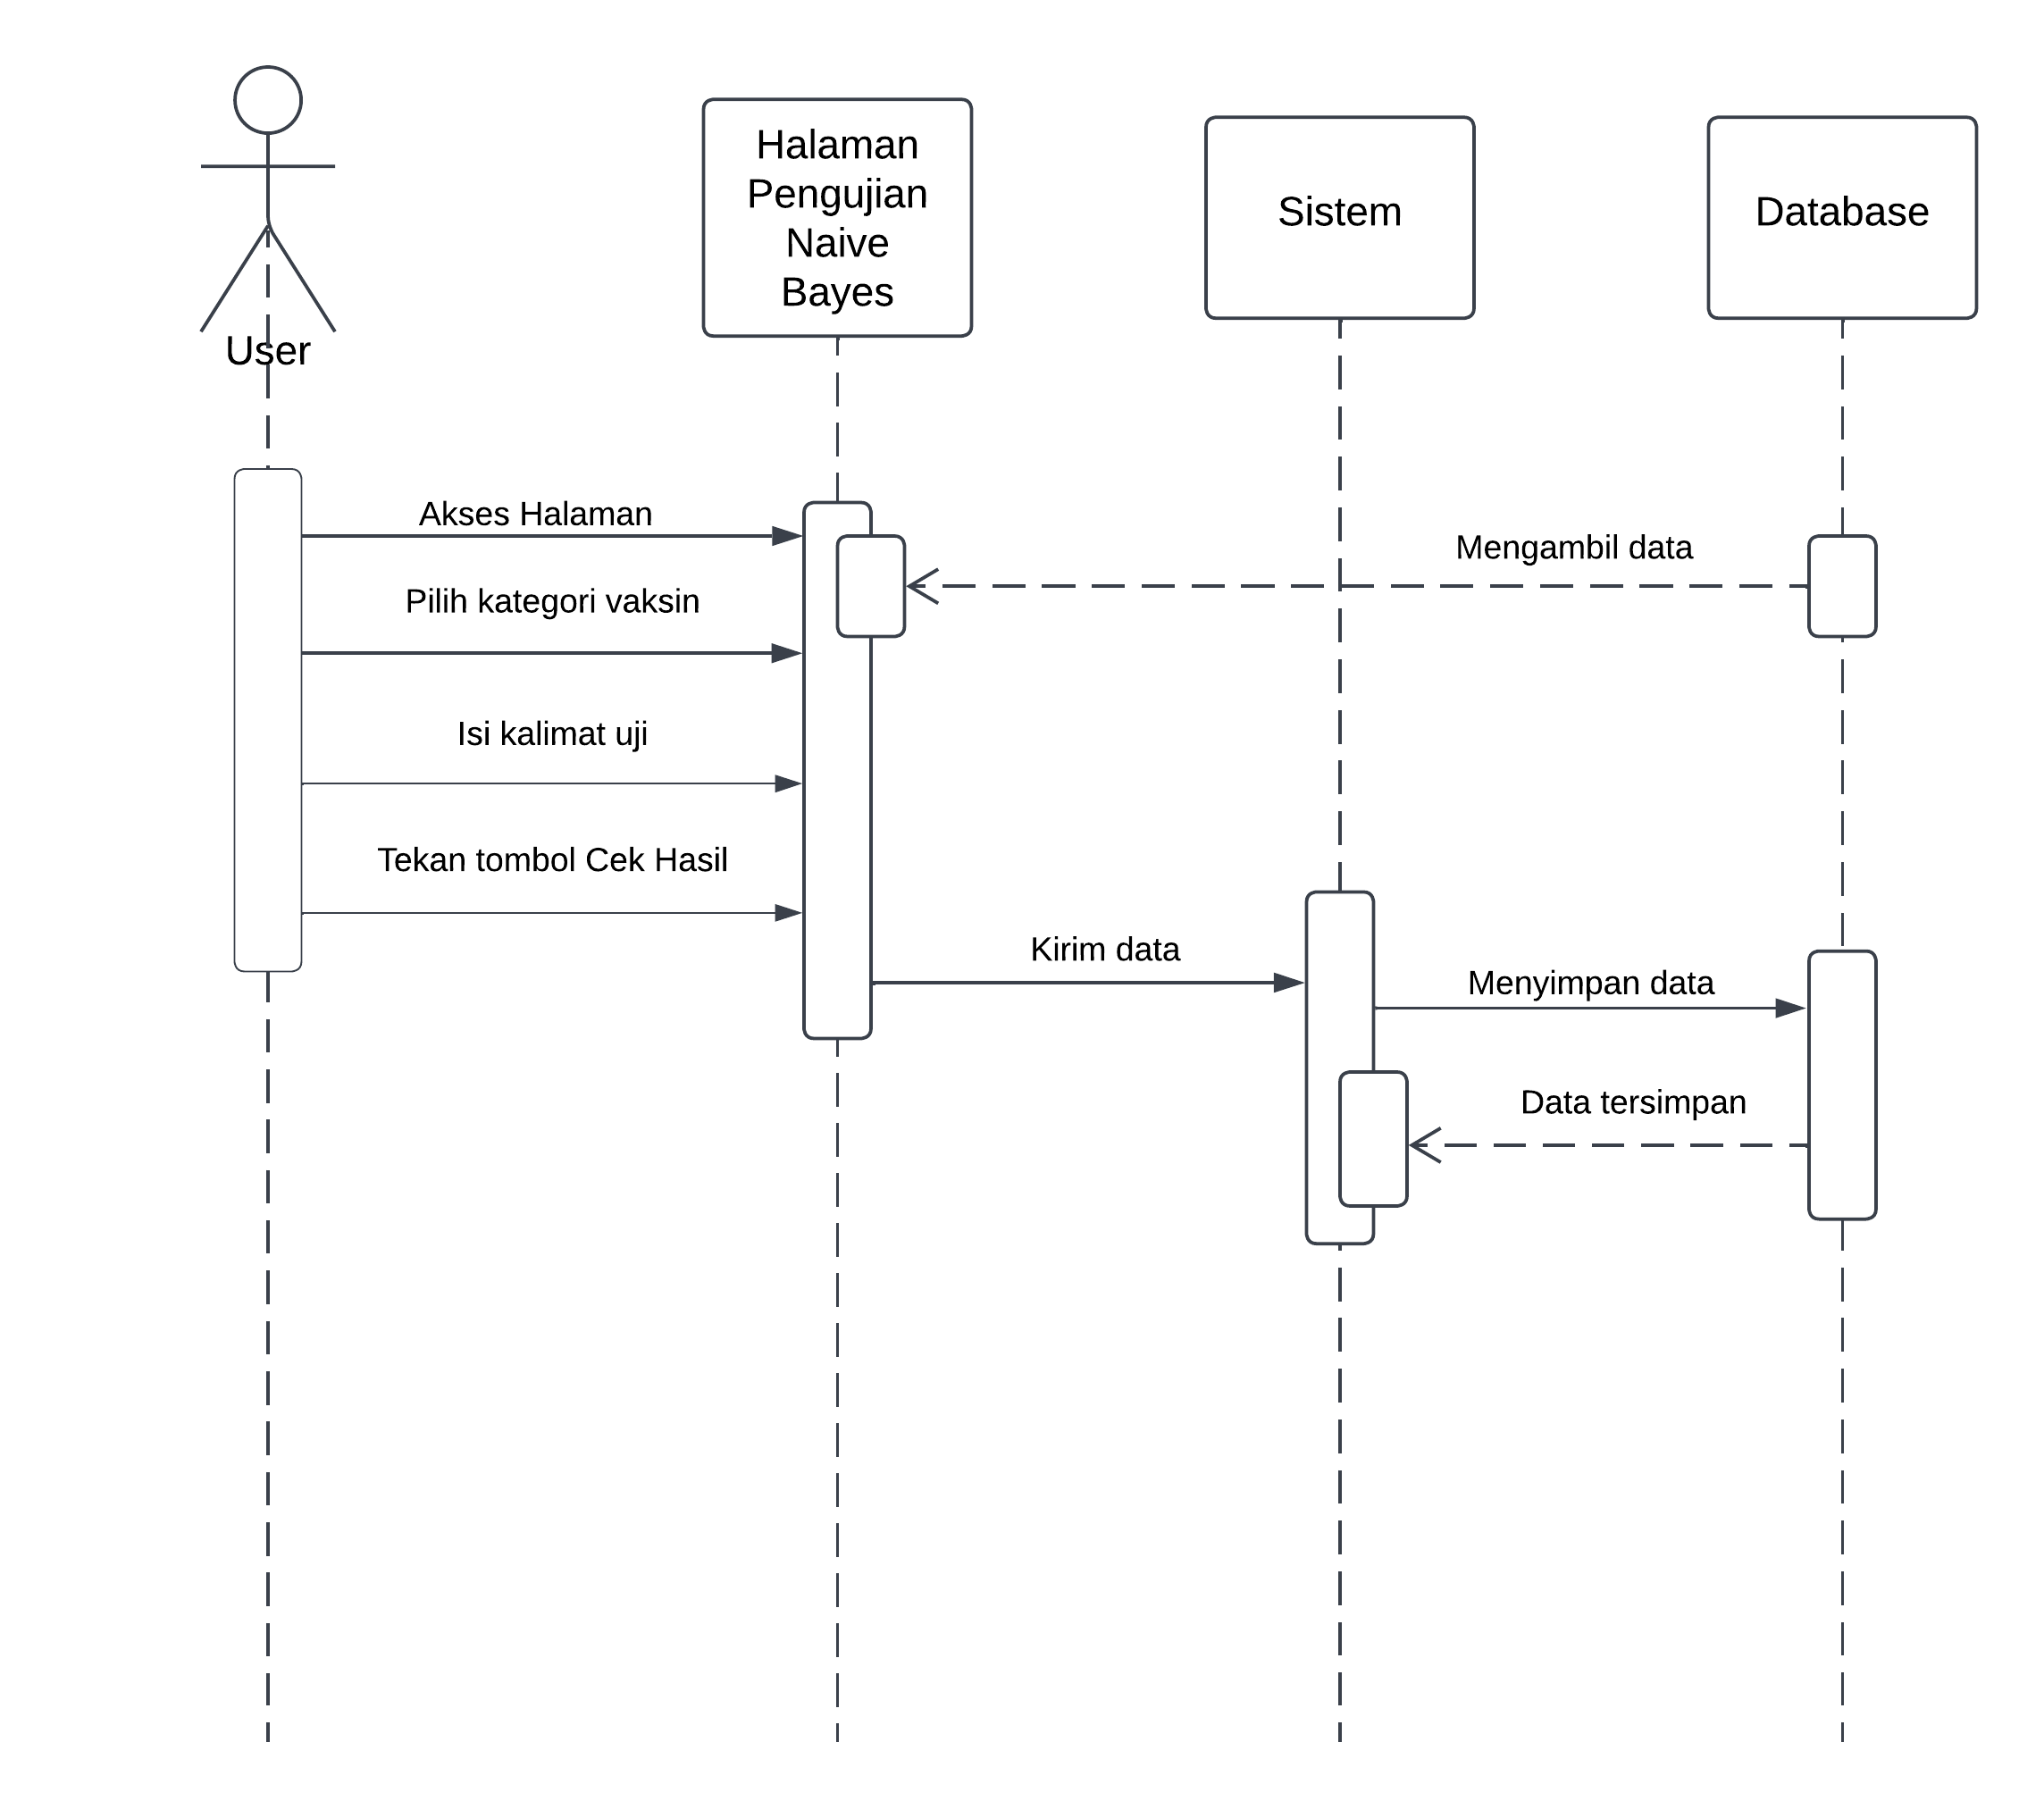 Halaman
Pengujian
Naive
Bayes
Sistem
Database
User
Akses Halaman
Mengambil data
Pilih kategori vaksin
Isi kalimat uji
Tekan tombol Cek Hasil
Kirim data
Menyimpan data
Data tersimpan